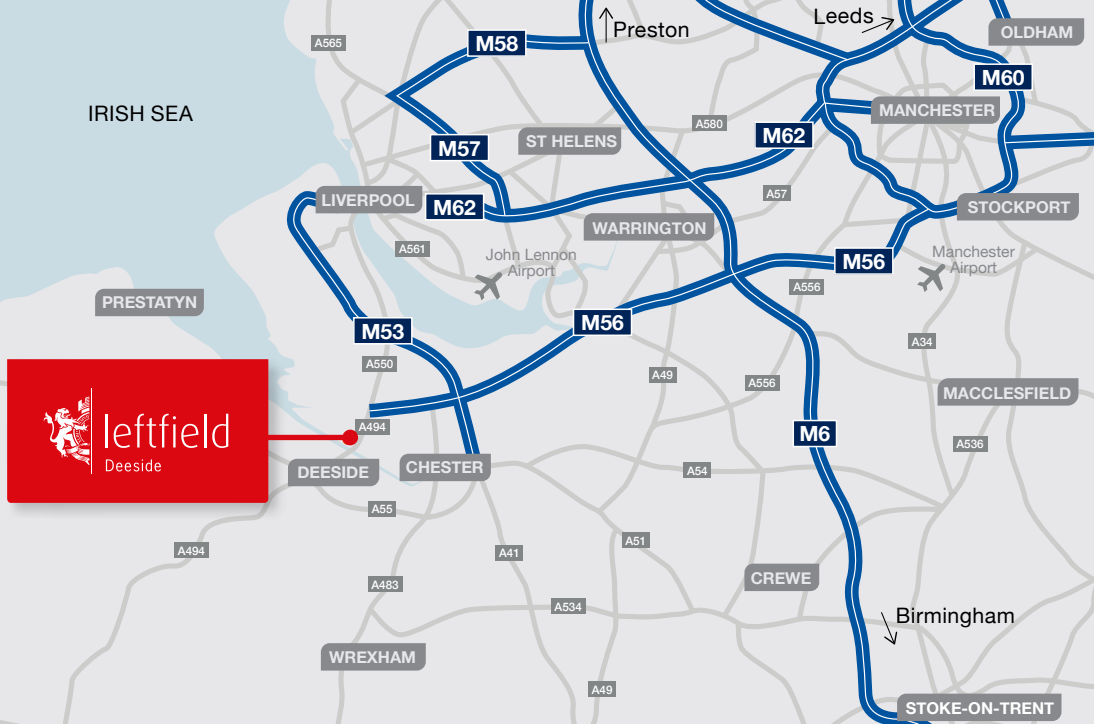 Leeds
OLDHAM
Preston
A565
M58
M60
IRISH SEA
MANCHESTER
A580
M62
ST HELENS
M57
A57
LIVERPOOL
M62
STOCKPORT
WARRINGTON
A561
John Lennon
Airport
Manchester
Airport
M56
A556
PRESTATYN
M56
M53
A34
A550
A49
A556
MACCLESFIELD
leftfield
Deeside
A494
M6
A536
DEESIDE
CHESTER
A54
A55
A51
A494
A41
CREWE
A483
A534
Birmingham
WREXHAM
A49
STOKE-ON-TRENT